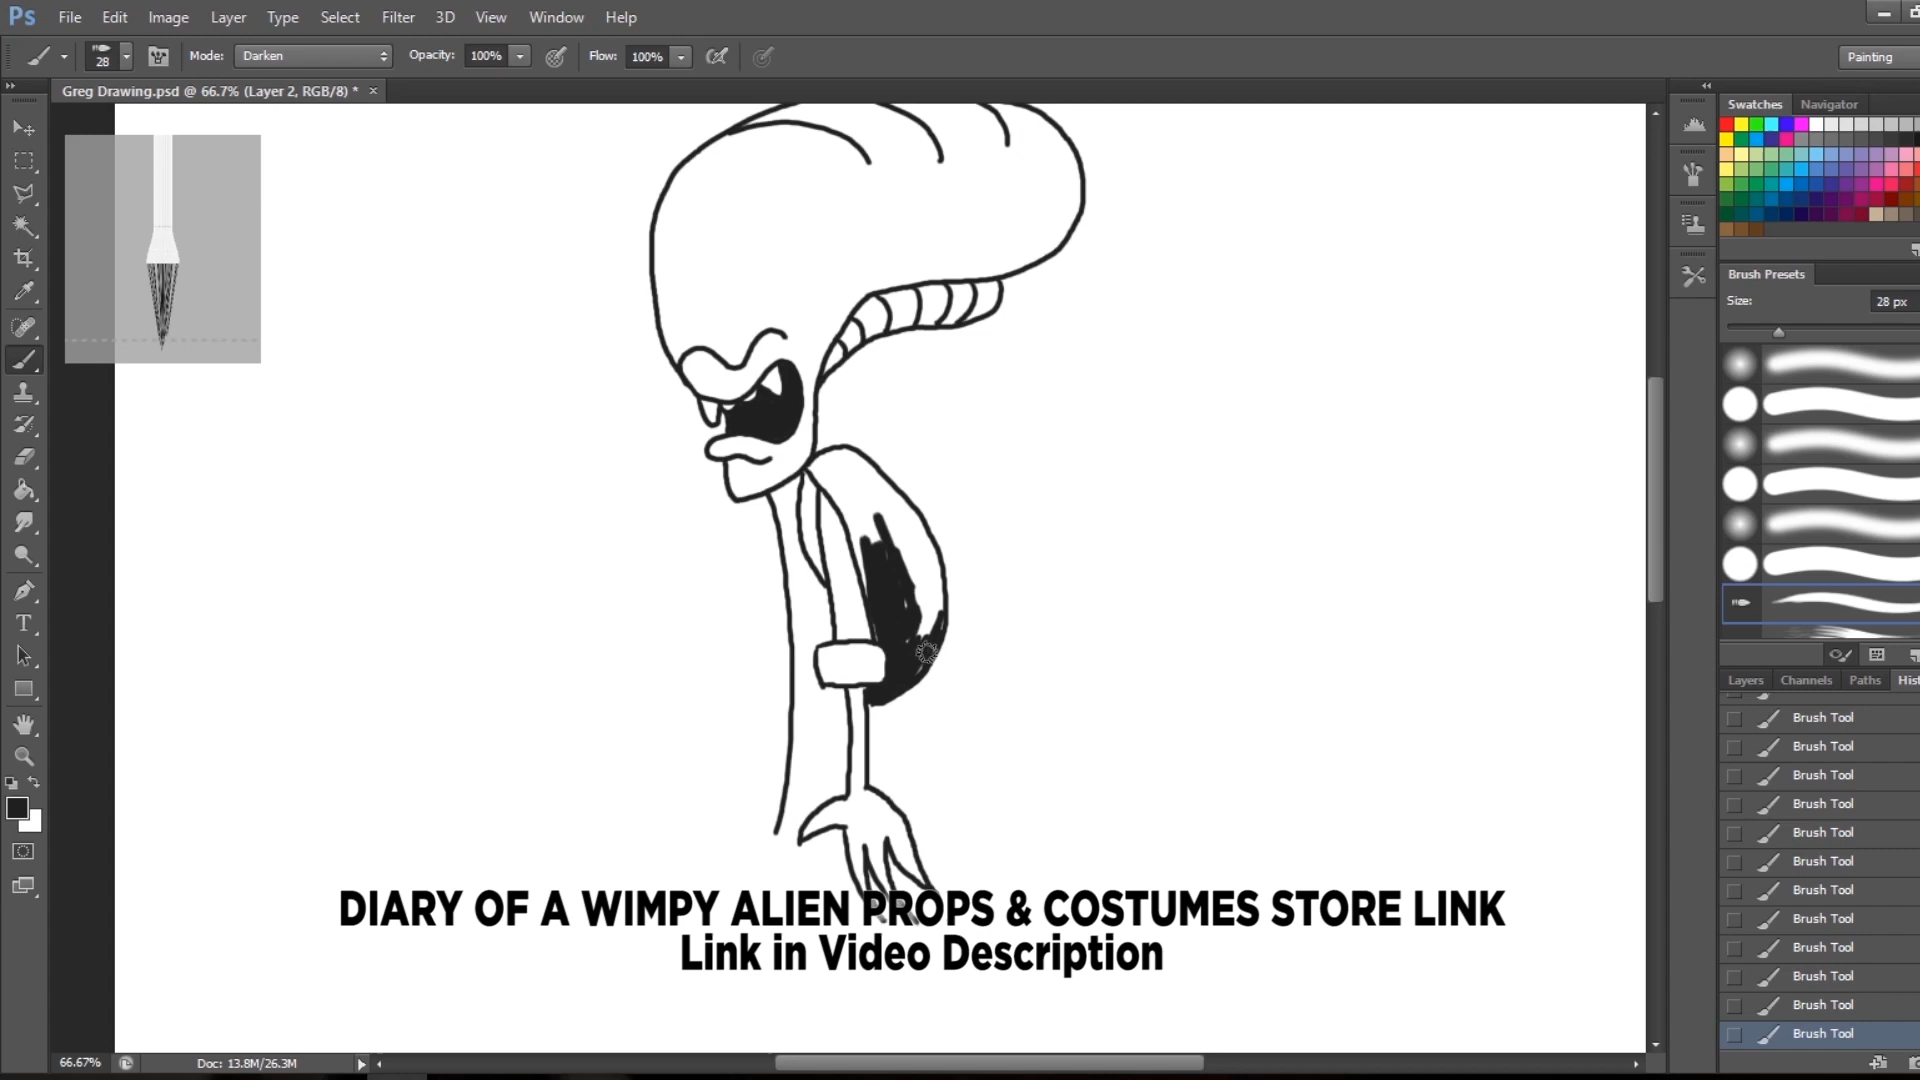 Ps File Edit Image Layer Type Select Filter 3D View Window Help
28 Mode: Darken Opacity: 100% Flow: 100% Painting
Greg Drawing.psd @ 66.7% (Layer 2, RGB/8) *
Swatches Navigator
Brush Presets
Size: 28 px
Layers Channels Paths Hist
Brush Tool
Brush Tool
Brush Tool
Brush Tool
Brush Tool
Brush Tool
Brush Tool
Brush Tool
Brush Tool
Brush Tool
Brush Tool
Brush Tool
DIARY OF A WIMPY ALIEN PROPS & COSTUMES STORE LINK
Link in Video Description
66.67% Doc: 13.8M/26.3M